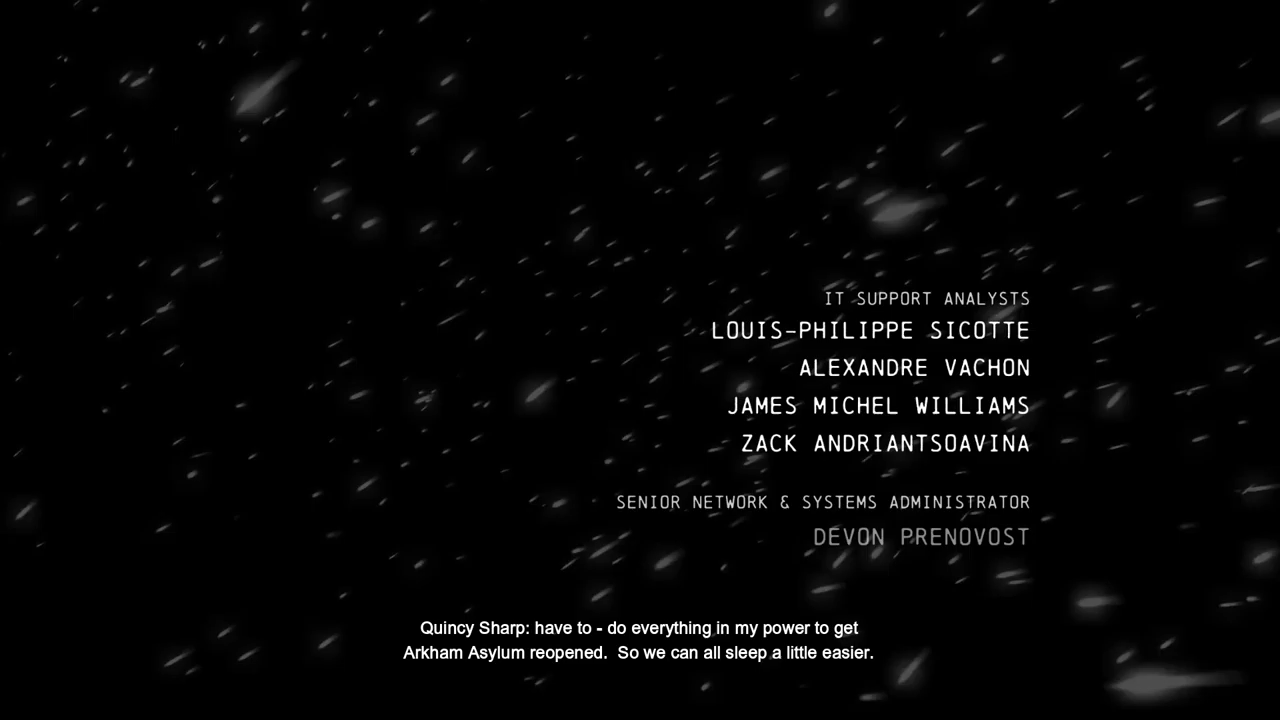 IT SUPPORT ANALYSTS
LOUIS-PHILIPPE SICOTTE
ALEXANDRE VACHON
JAMES MICHEL WILLIAMS
ZACK ANDRIANTSOAVINA
SENIOR NETWORK & SYSTEMS ADMINISTRATOR
DEVON PRENOVOST
Quincy Sharp: have to - do everything in my power to get
Arkham Asylum reopened.  So we can all sleep a little easier.